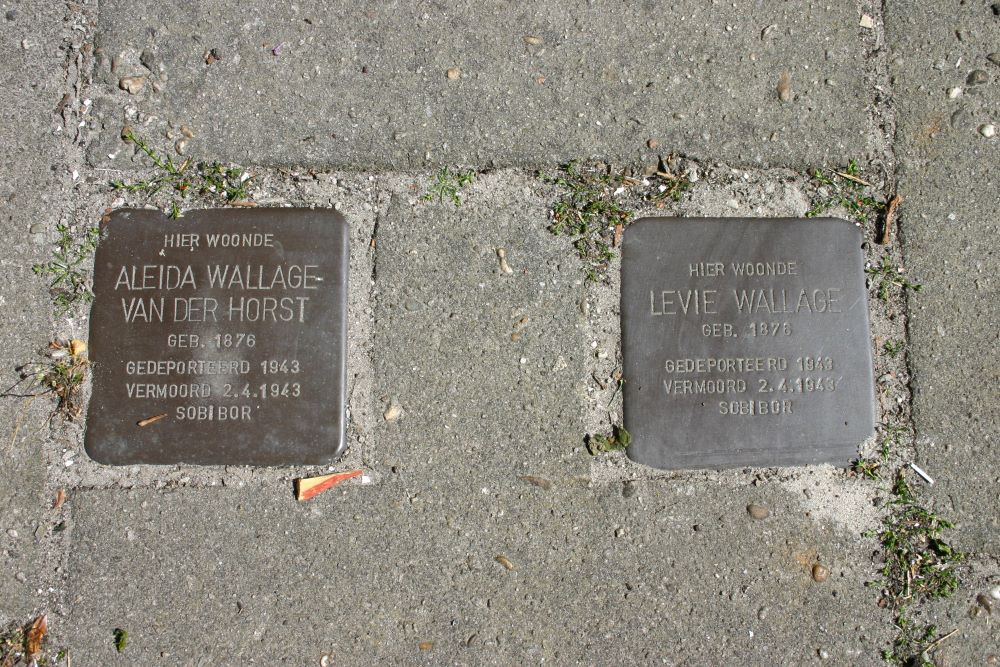 HIER WOONDE
ALEIDA WALLAGE-
VAN DER HORST
GEB. 1876
GEDEPORTEERD 1943
VERMOORD 2.4.1943
SOBIBOR
HIER WOONDE
LEVIE WALLAGE
GEB. 1876
GEDEPORTEERD 1943
VERMOORD 2.4.1943
SOBIBOR